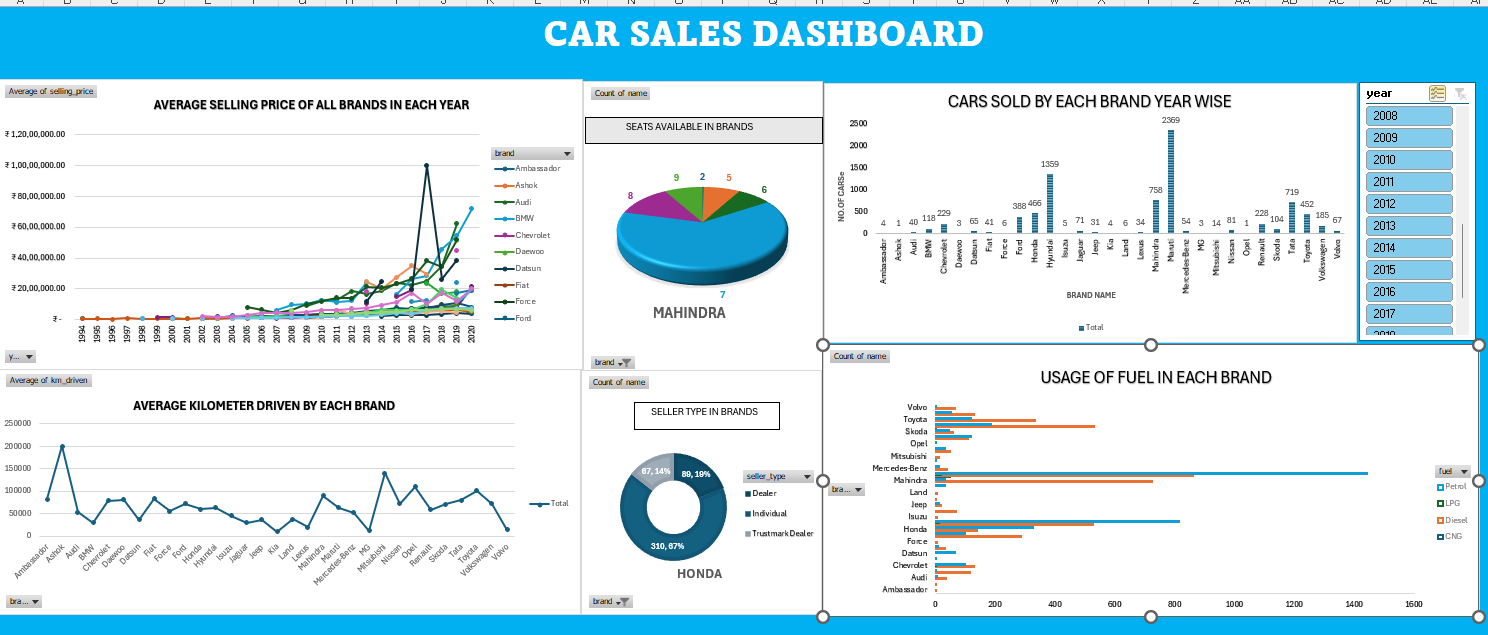 CAR SALES DASHBOARD
Average of selling_price
AVERAGE SELLING PRICE OF ALL BRANDS IN EACH YEAR
₹ 1,20,00,000.00
₹ 1,00,00,000.00
₹ 80,00,000.00
₹ 60,00,000.00
₹ 40,00,000.00
₹ 20,00,000.00
₹ -
1994 1995 1996 1997 1998 1999 2000 2001 2002 2003 2004 2005 2006 2007 2008 2009 2010 2011 2012 2013 2014 2015 2016 2017 2018 2019 2020
brand
Ambassador
Ashok
Audi
BMW
Chevrolet
Daewoo
Datsun
Fiat
Force
Ford
y...
Count of name
SEATS AVAILABLE IN BRANDS
8 9 2 5 6
7
MAHINDRA
brand
CARS SOLD BY EACH BRAND YEAR WISE
NO.OF CARSe
2500
2000
1500
1000
500
0
4 1 40 118 229 3 65 41 6 388 466 1359 5 71 31 4 6 34 758 2369 54 3 14 81 1 228 104 719 452 185 67
Ambassador Ashok Audi BMW Chevrolet Daewoo Datsun Fiat Force Ford Honda Hyundai Isuzu Jaguar Jeep Kia Land Lexus Mahindra Maruti Mercedes-Benz MG Mitsubishi Nissan Opel Renault Skoda Tata Toyota Volkswagen Volvo
BRAND NAME
Total
year
2008
2009
2010
2011
2012
2013
2014
2015
2016
2017
Average of km_driven
AVERAGE KILOMETER DRIVEN BY EACH BRAND
250000
200000
150000
100000
50000
0
Ambassador Ashok Audi BMW Chevrolet Daewoo Datsun Fiat Force Ford Honda Hyundai Isuzu Jaguar Jeep Kia Land Lexus Mahindra Maruti Mercedes-Benz MG Mitsubishi Nissan Opel Renault Skoda Tata Toyota Volkswagen Volvo
Total
bra...
Count of name
SELLER TYPE IN BRANDS
67, 14%
89, 19%
310, 67%
seller_type
Dealer
Individual
Trustmark Dealer
HONDA
brand
Count of name
USAGE OF FUEL IN EACH BRAND
Volvo
Toyota
Skoda
Opel
Mitsubishi
Mercedes-Benz
Mahindra
Land
Jeep
Isuzu
Honda
Force
Datsun
Chevrolet
Audi
Ambassador
0 200 400 600 800 1000 1200 1400 1600
bra...
fuel
Petrol
LPG
Diesel
CNG